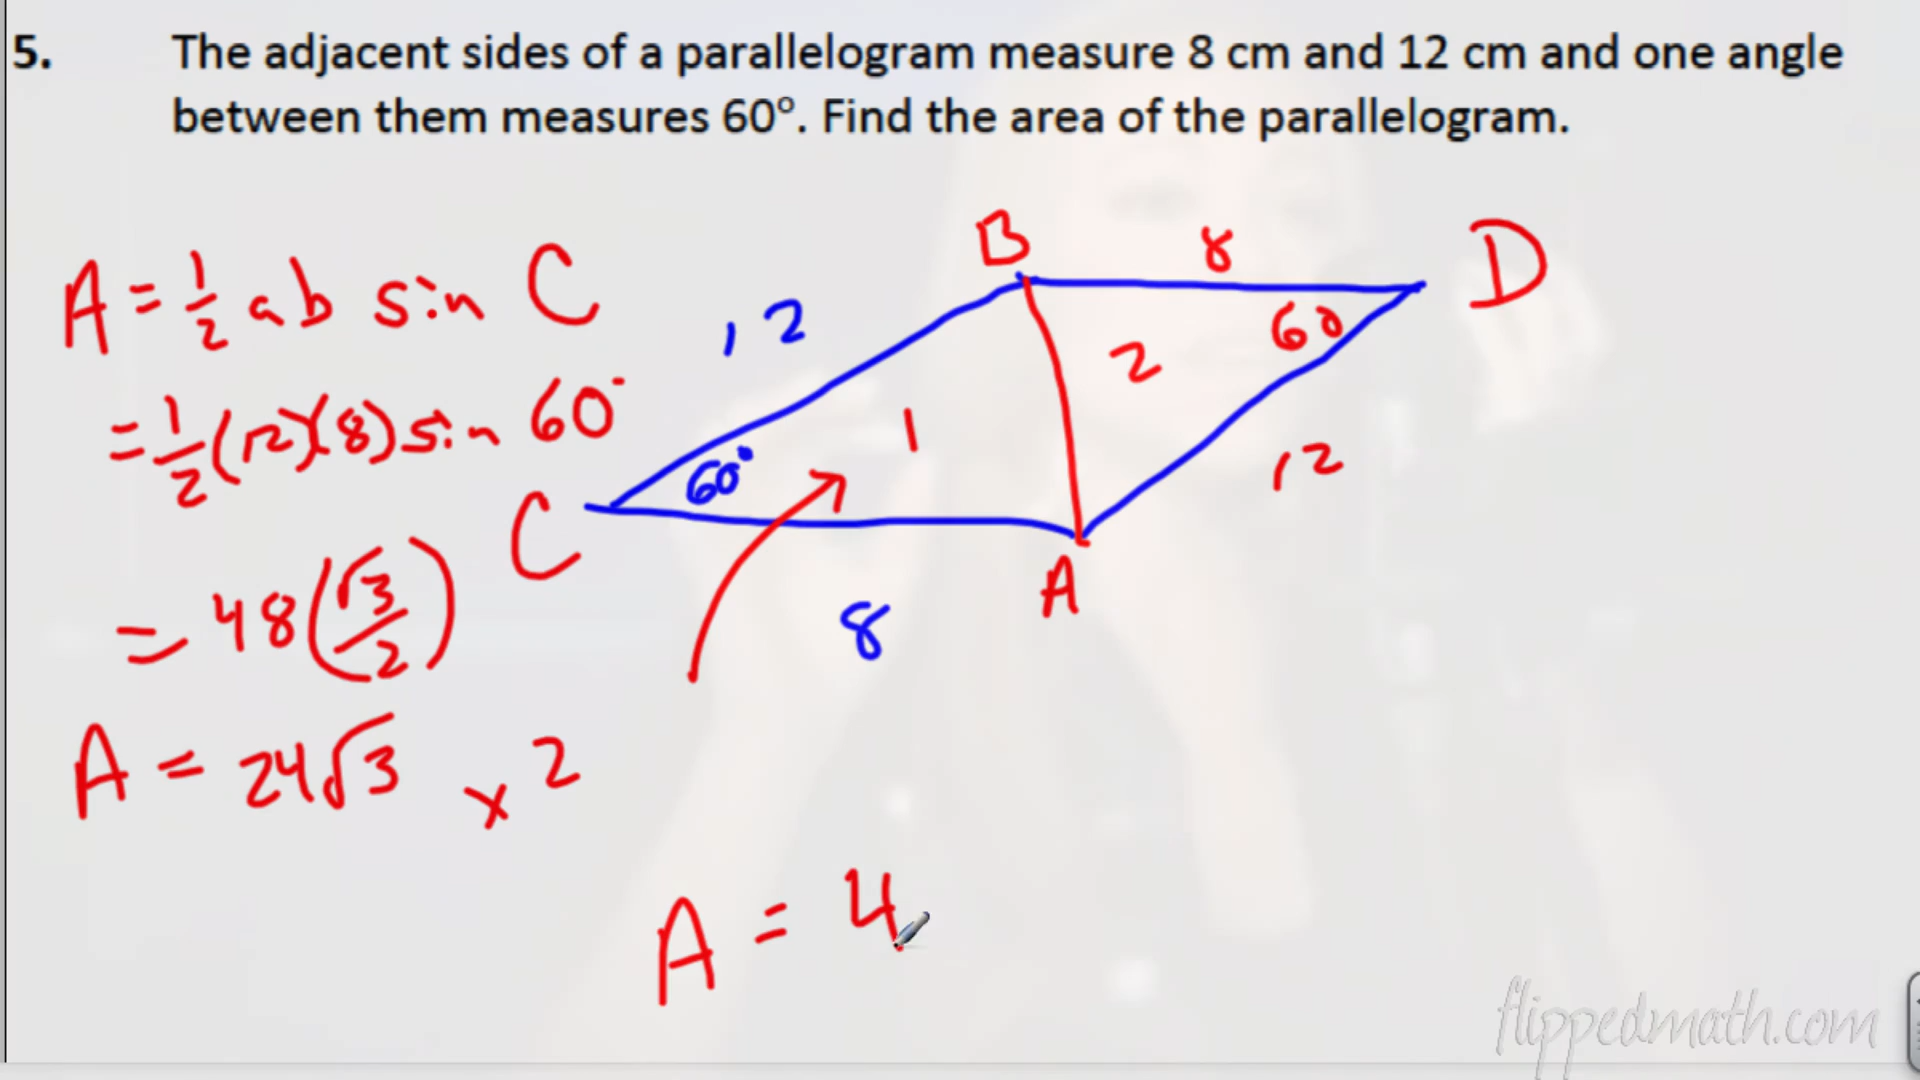 5. The adjacent sides of a parallelogram measure 8 cm and 12 cm and one angle
between them measures 60°. Find the area of the parallelogram.
A = 1/2 ab sin C
= 1/2 (12)(8) sin 60°
= 48 (√3/2)
A = 24√3 x 2
A = 4
B
8
D
12
60
2
1
60°
12
C
A
8
flippedmath.com